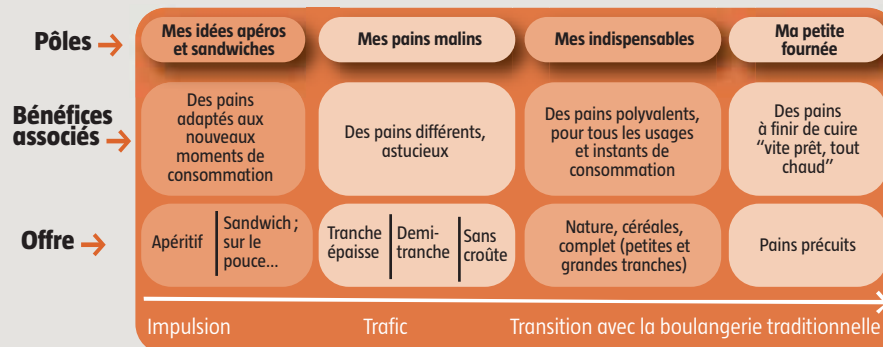 Pôles →
Mes idées apéros
et sandwiches
Mes pains malins
Mes indispensables
Ma petite
fournée
Bénéfices
associés →
Des pains
adaptés aux
nouveaux
moments de
consommation
Des pains différents,
astucieux
Des pains polyvalents,
pour tous les usages
et instants de
consommation
Des pains
à finir de cuire
“vite prêt, tout
chaud”
Offre →
Apéritif
Sandwich ;
sur le
pouce...
Tranche
épaisse
Demi-
tranche
Sans
croûte
Nature, céréales,
complet (petites et
grandes tranches)
Pains précuits
Impulsion
Trafic
Transition avec la boulangerie traditionnelle